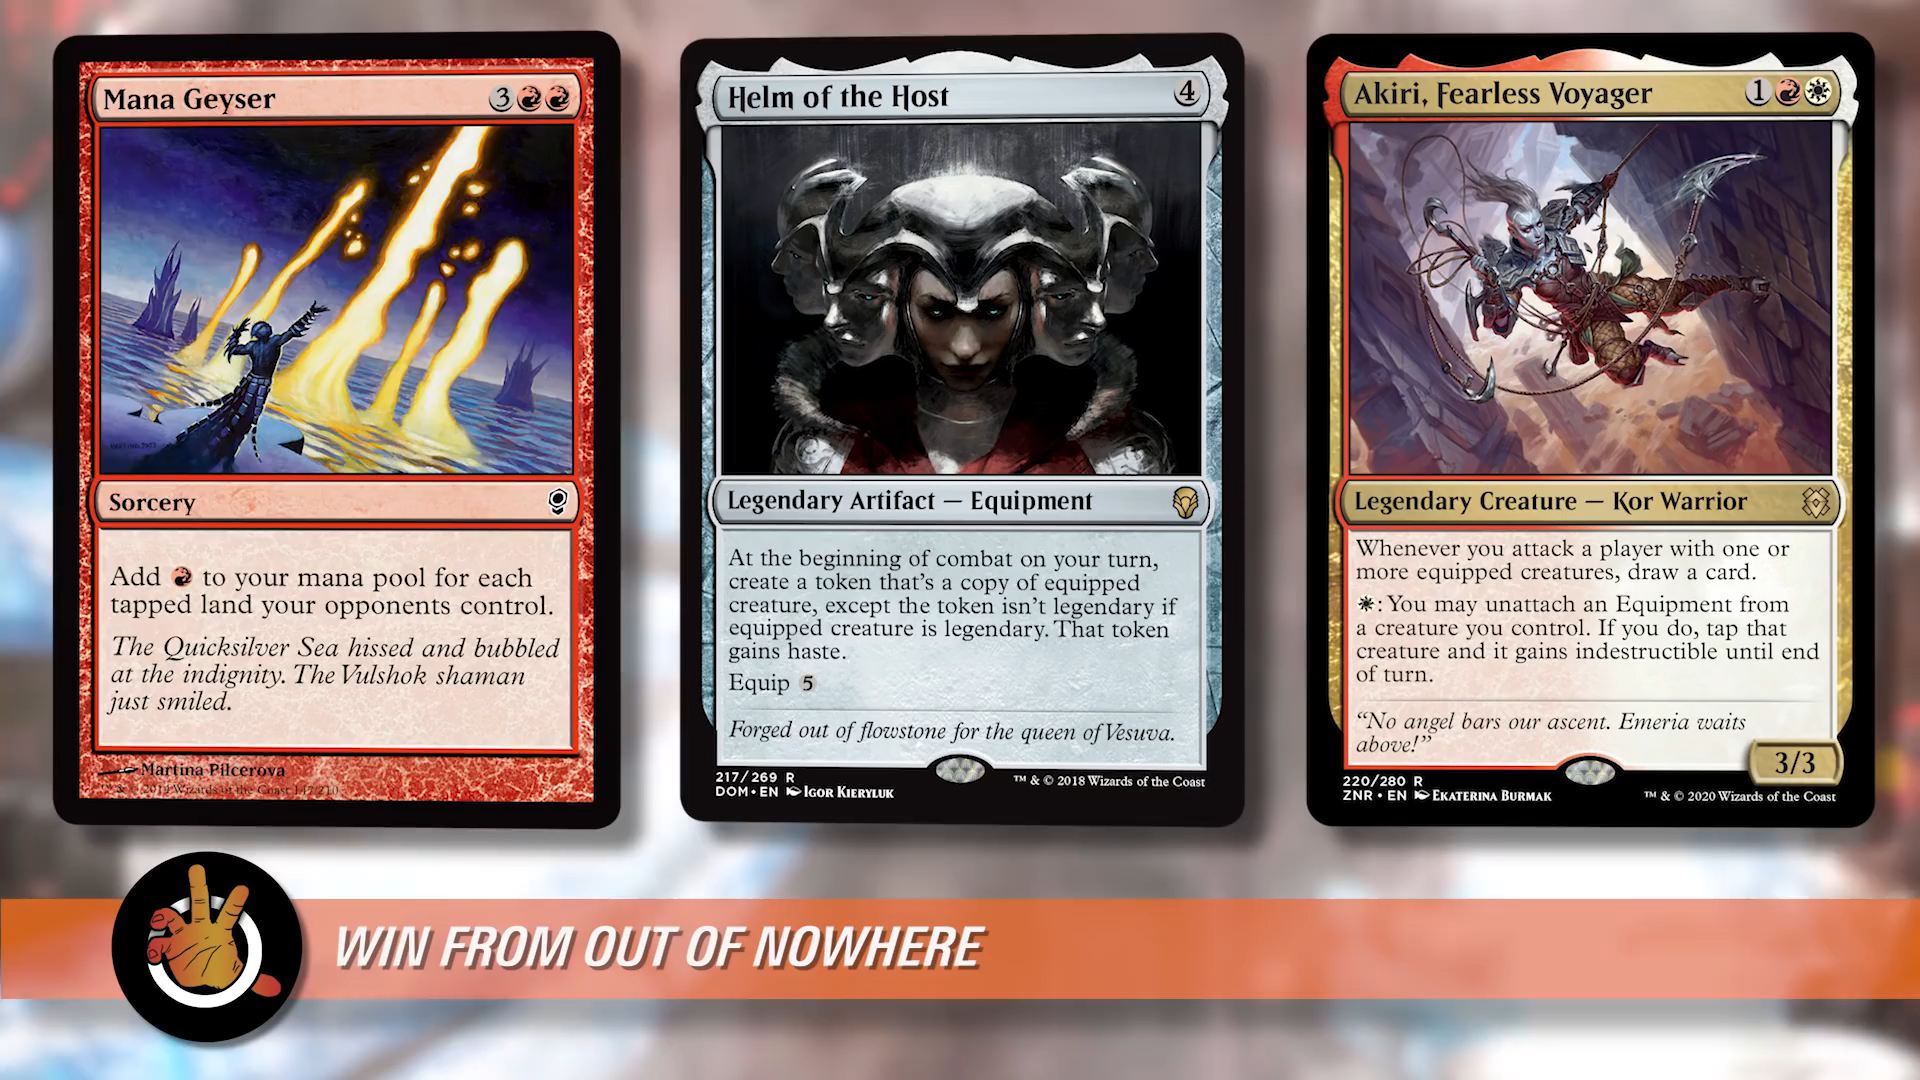 Mana Geyser 3
Sorcery
Add to your mana pool for each
tapped land your opponents control.
The Quicksilver Sea hissed and bubbled
at the indignity. The Vulshok shaman
just smiled.
Martina Pilcerova
Helm of the Host 4
Legendary Artifact — Equipment
At the beginning of combat on your turn,
create a token that's a copy of equipped
creature, except the token isn't legendary if
equipped creature is legendary. That token
gains haste.
Equip 5
Forged out of flowstone for the queen of Vesuva.
217/269 R
DOM • EN Igor Kieryluk
™ & © 2018 Wizards of the Coast
Akiri, Fearless Voyager 1
Legendary Creature — Kor Warrior
Whenever you attack a player with one or
more equipped creatures, draw a card.
: You may unattach an Equipment from
a creature you control. If you do, tap that
creature and it gains indestructible until end
of turn.
“No angel bars our ascent. Emeria waits
above!”
3/3
220/280 R
ZNR • EN Ekaterina Burmak
™ & © 2020 Wizards of the Coast
WIN FROM OUT OF NOWHERE